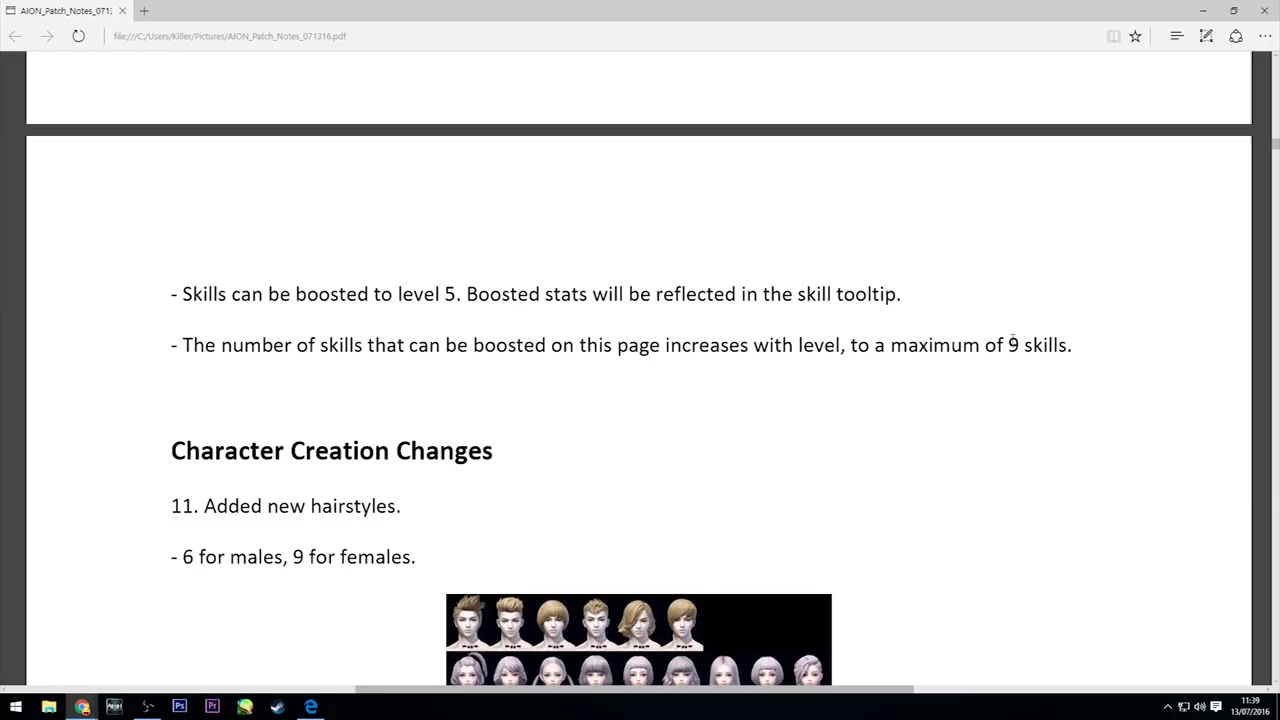 AION_Patch_Notes_0713
file:///C:/Users/Killer/Pictures/AION_Patch_Notes_071316.pdf
- Skills can be boosted to level 5. Boosted stats will be reflected in the skill tooltip.
- The number of skills that can be boosted on this page increases with level, to a maximum of 9 skills.
Character Creation Changes
11. Added new hairstyles.
- 6 for males, 9 for females.
Ps
Pr
11:39
13/07/2016